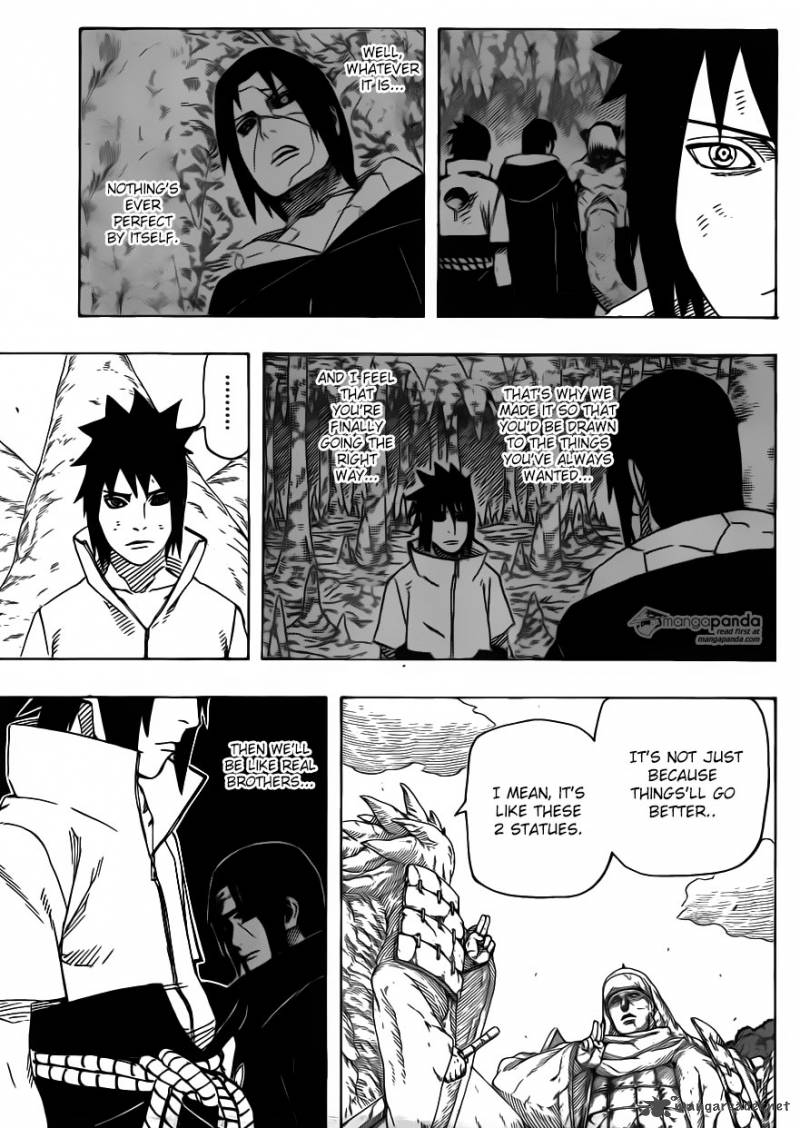 WELL,
WHATEVER
IT IS...
NOTHING'S
EVER
PERFECT
BY ITSELF.
THAT'S WHY WE
MADE IT SO THAT
YOU'D BE DRAWN
TO THE THINGS
YOU'VE ALWAYS
WANTED...
AND I FEEL
THAT
YOU'RE
FINALLY
GOING THE
RIGHT
WAY...
.........
mangapanda
read first at
mangapanda.com
IT'S NOT JUST
BECAUSE
THINGS'LL GO
BETTER..
I MEAN, IT'S
LIKE THESE
2 STATUES.
THEN WE'LL
BE LIKE REAL
BROTHERS...
mangareader.net